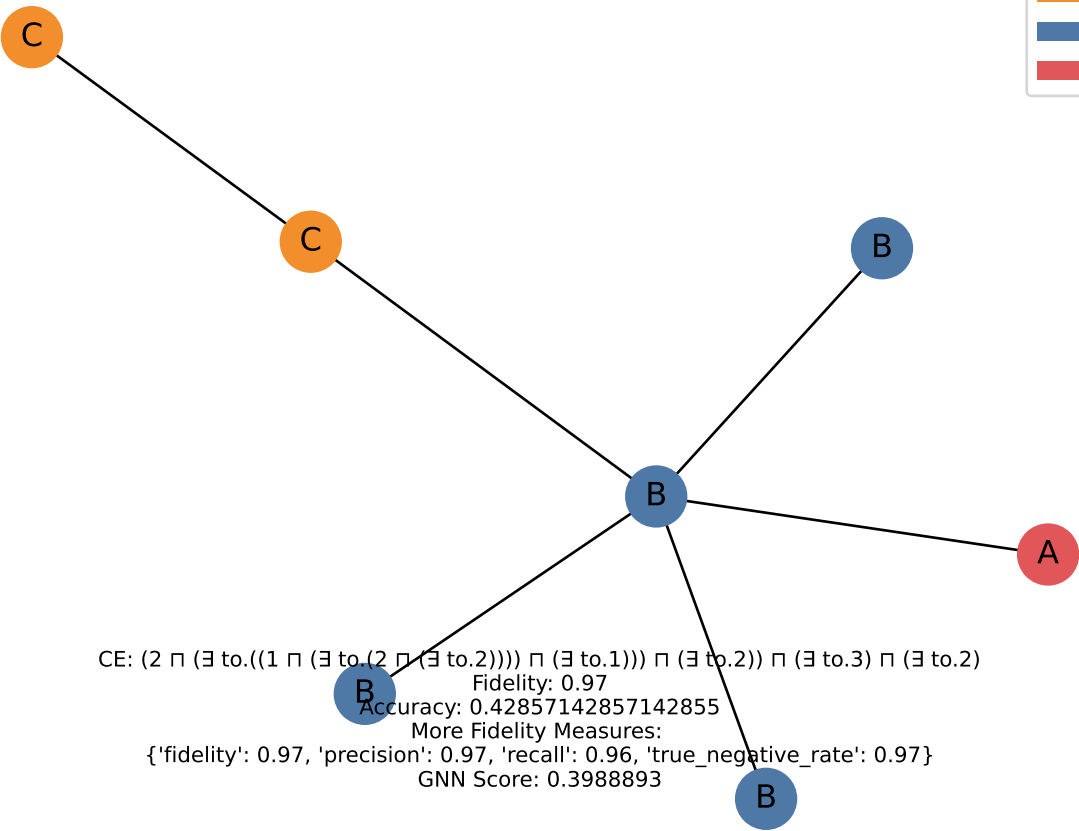 C
C
B
B
A
CE: (2 ⊓ (∃ to.((1 ⊓ (∃ to.(2 ⊓ (∃ to.2)))) ⊓ (∃ to.1))) ⊓ (∃ to.2)) ⊓ (∃ to.3) ⊓ (∃ to.2)
Fidelity: 0.97
B
Accuracy: 0.42857142857142855
More Fidelity Measures:
{'fidelity': 0.97, 'precision': 0.97, 'recall': 0.96, 'true_negative_rate': 0.97}
GNN Score: 0.3988893
B